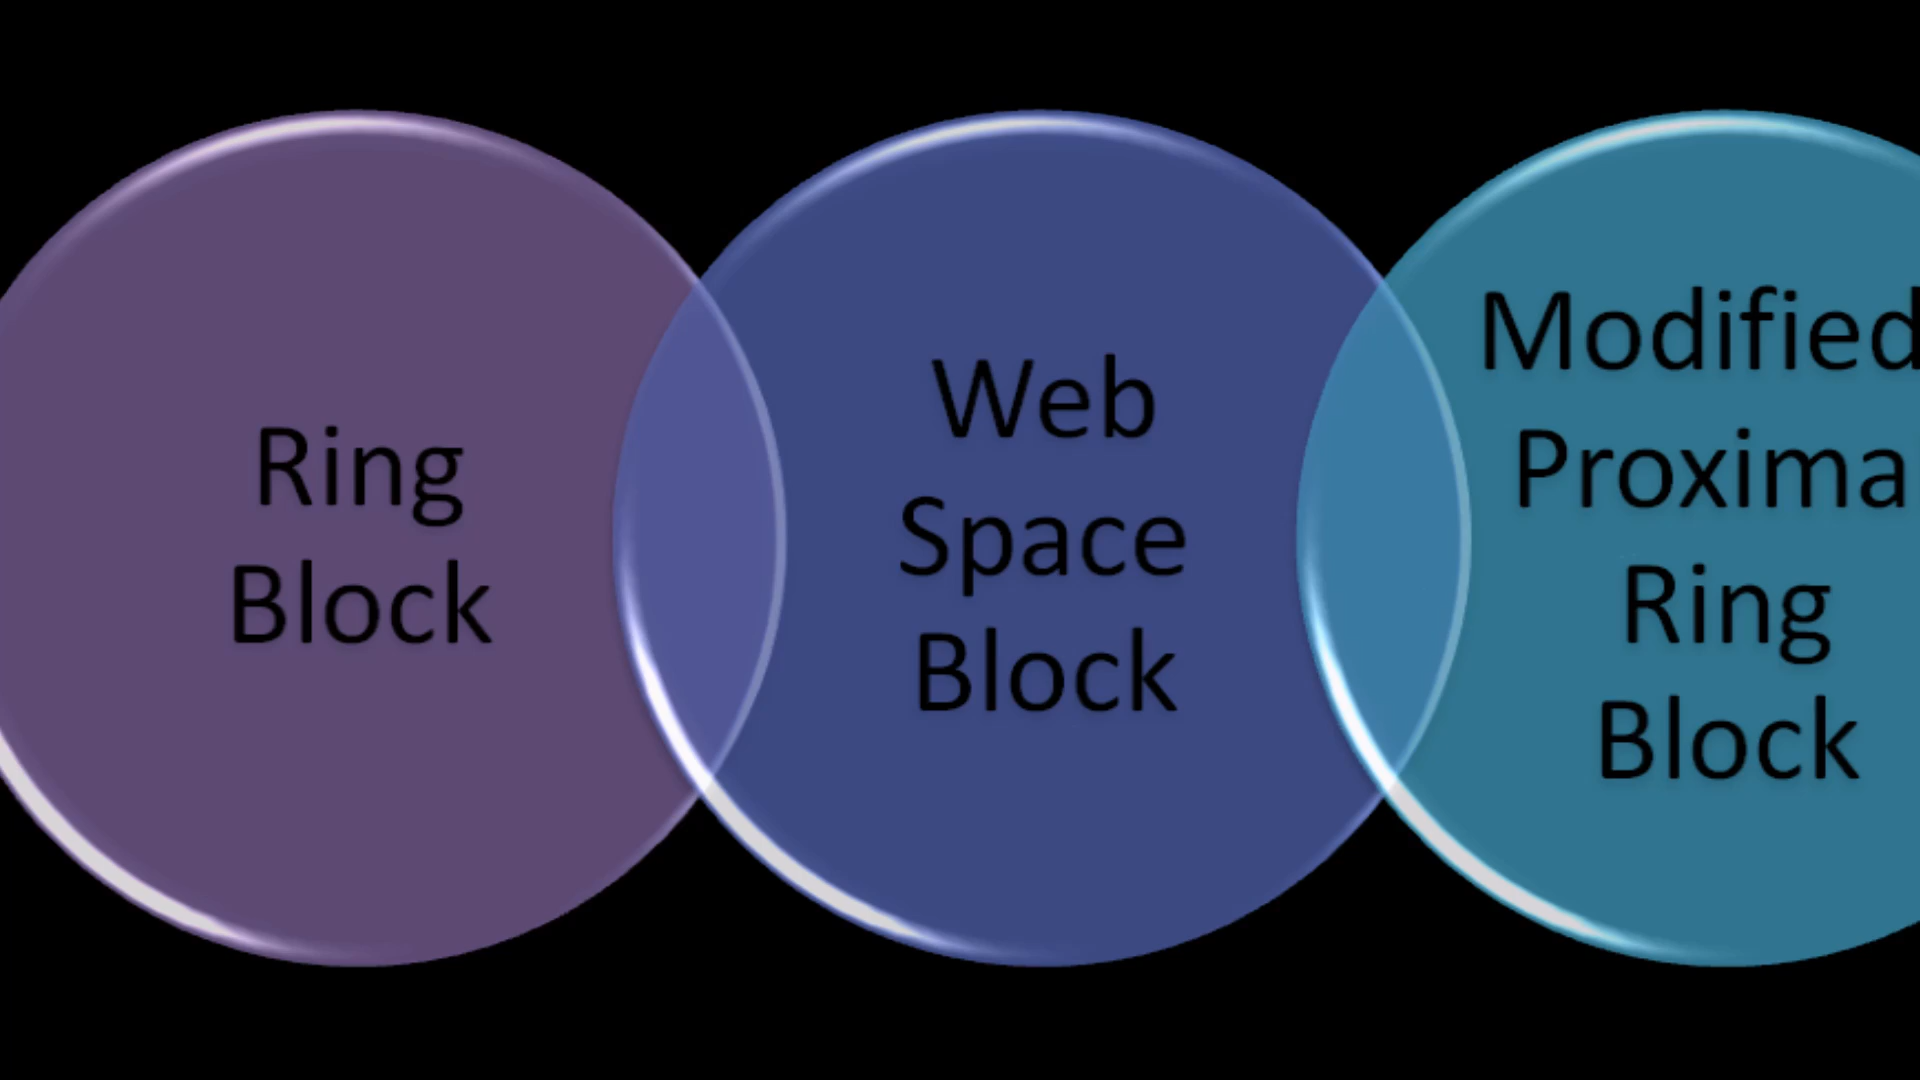 Ring
Block
Web
Space
Block
Modified
Proxima
Ring
Block